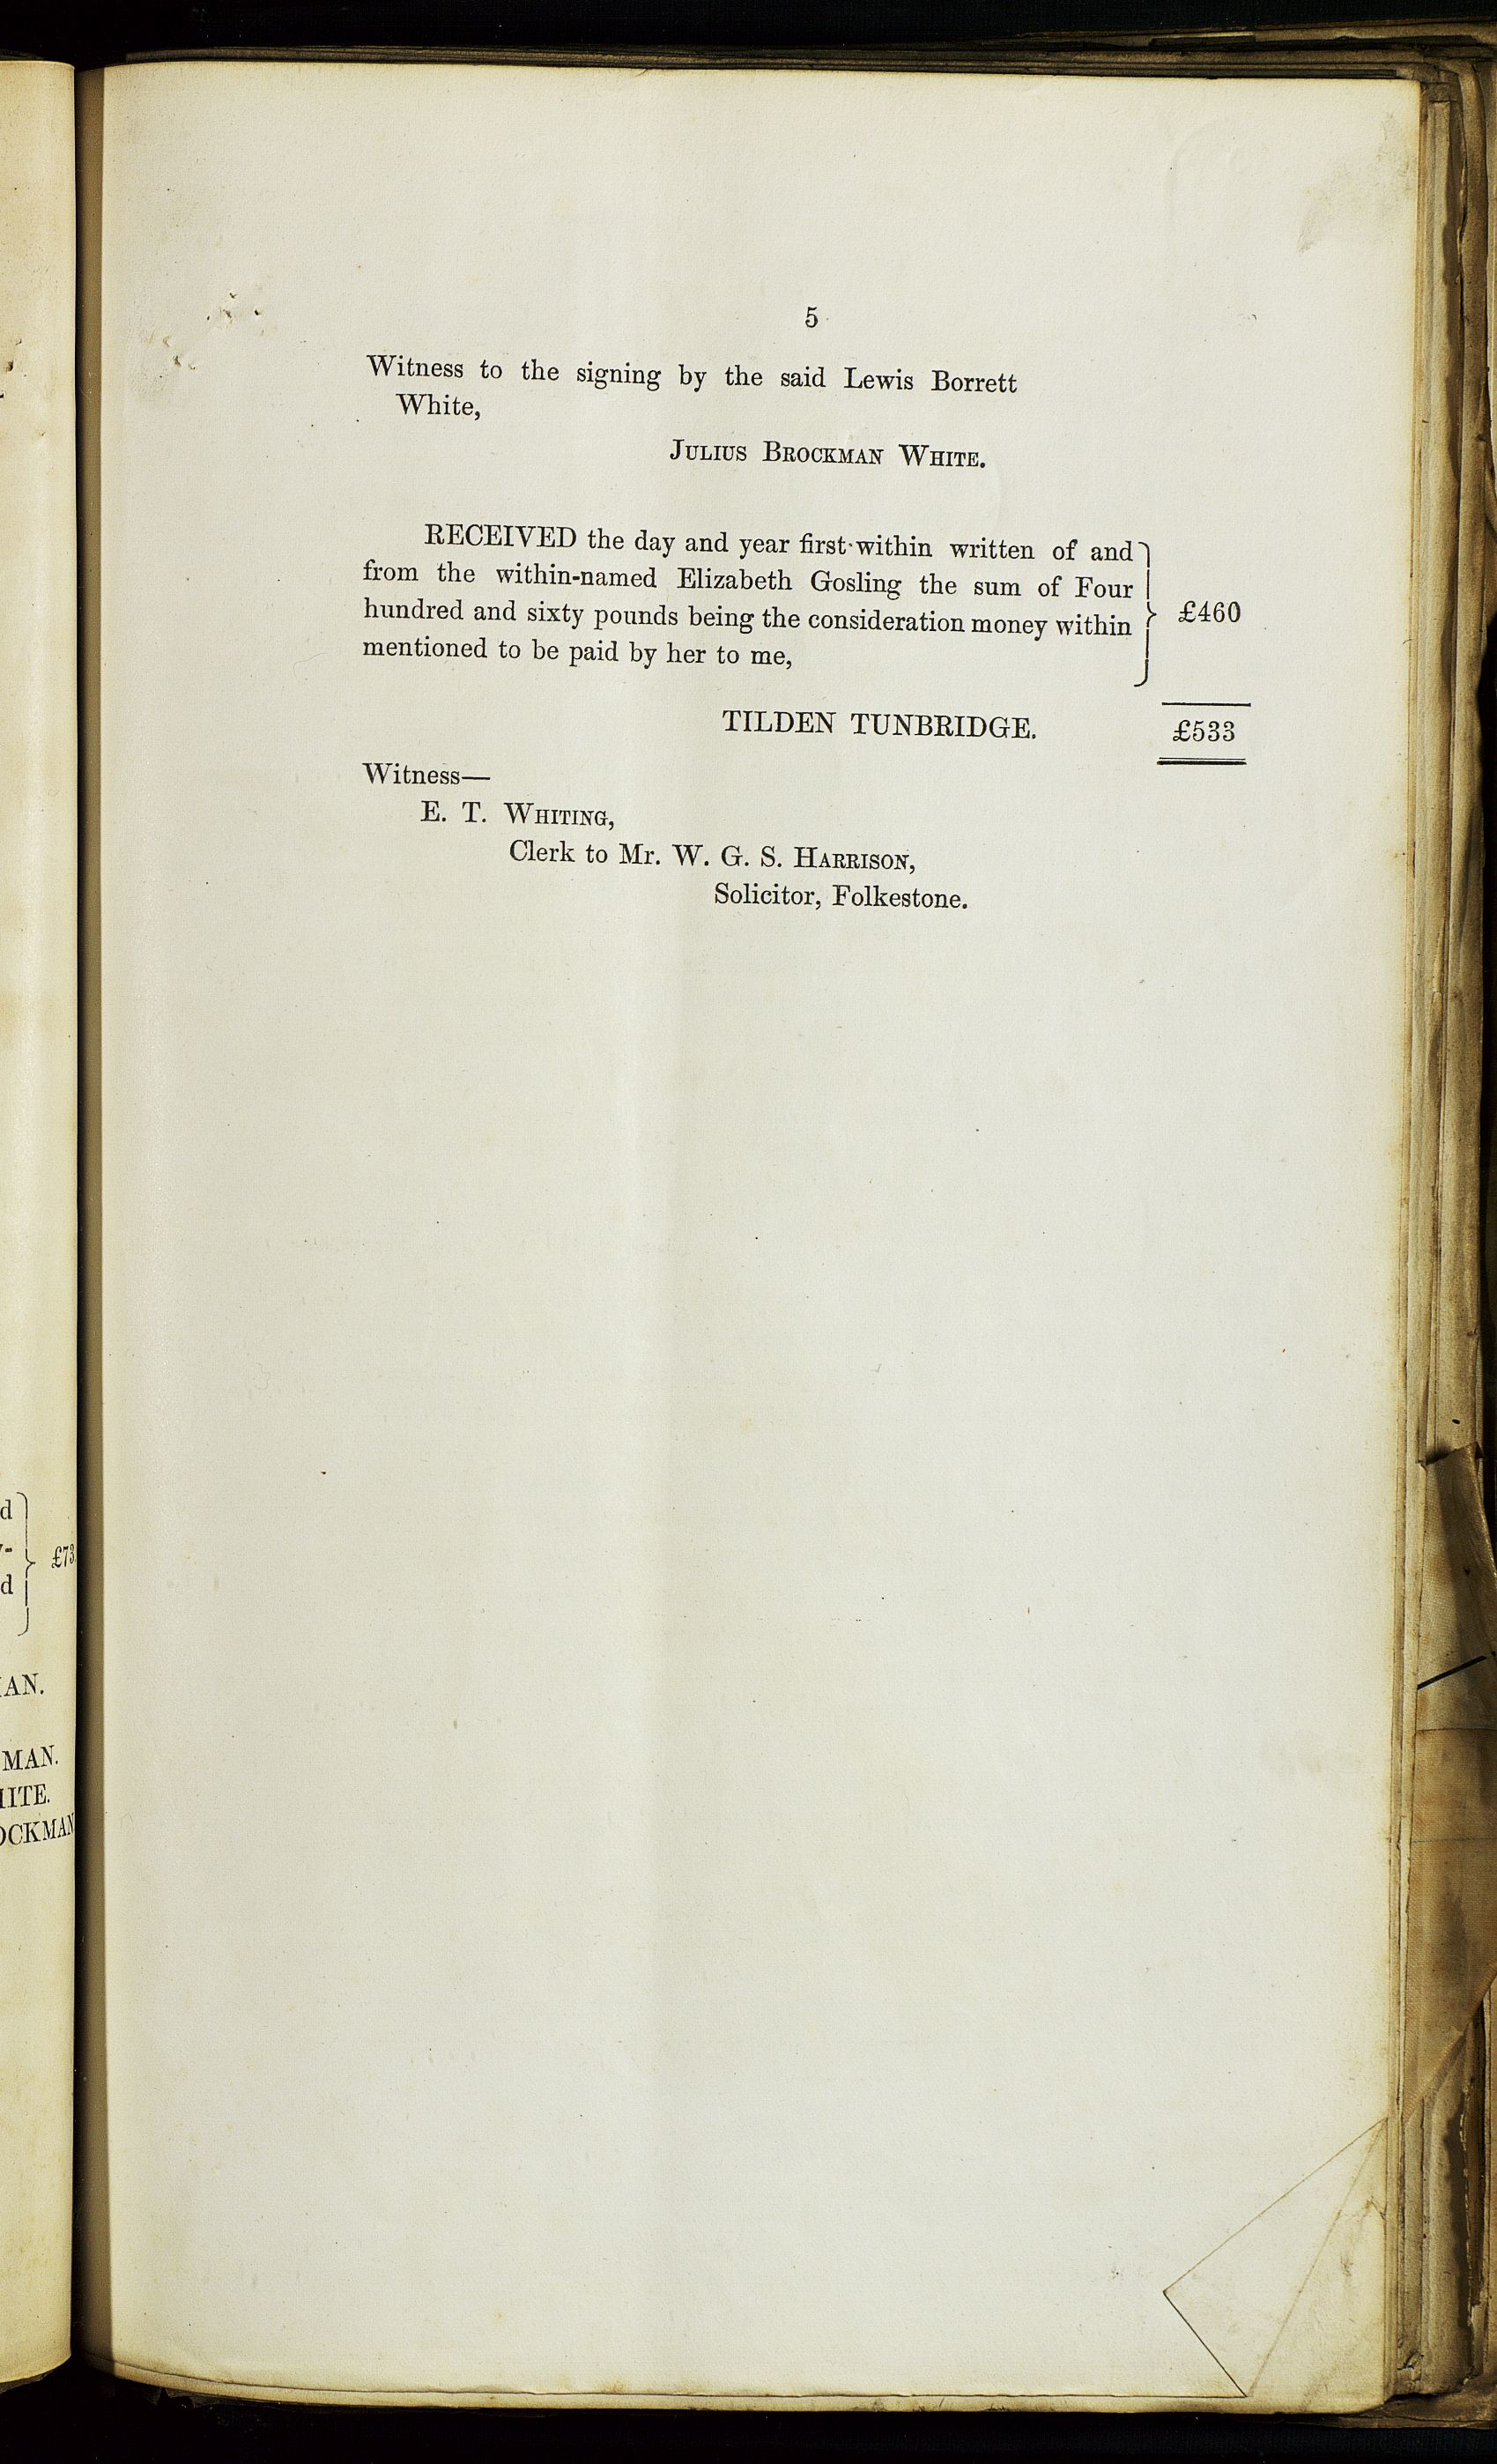 5
Witness to the signing by the said Lewis Borrett
White,
Julius Brockman White.
RECEIVED the day and year first within written of and
from the within-named Elizabeth Gosling the sum of Four
hundred and sixty pounds being the consideration money within
mentioned to be paid by her to me,
£460
TILDEN TUNBRIDGE.
£533
Witness—
E. T. Whiting,
Clerk to Mr. W. G. S. Harrison,
Solicitor, Folkestone.